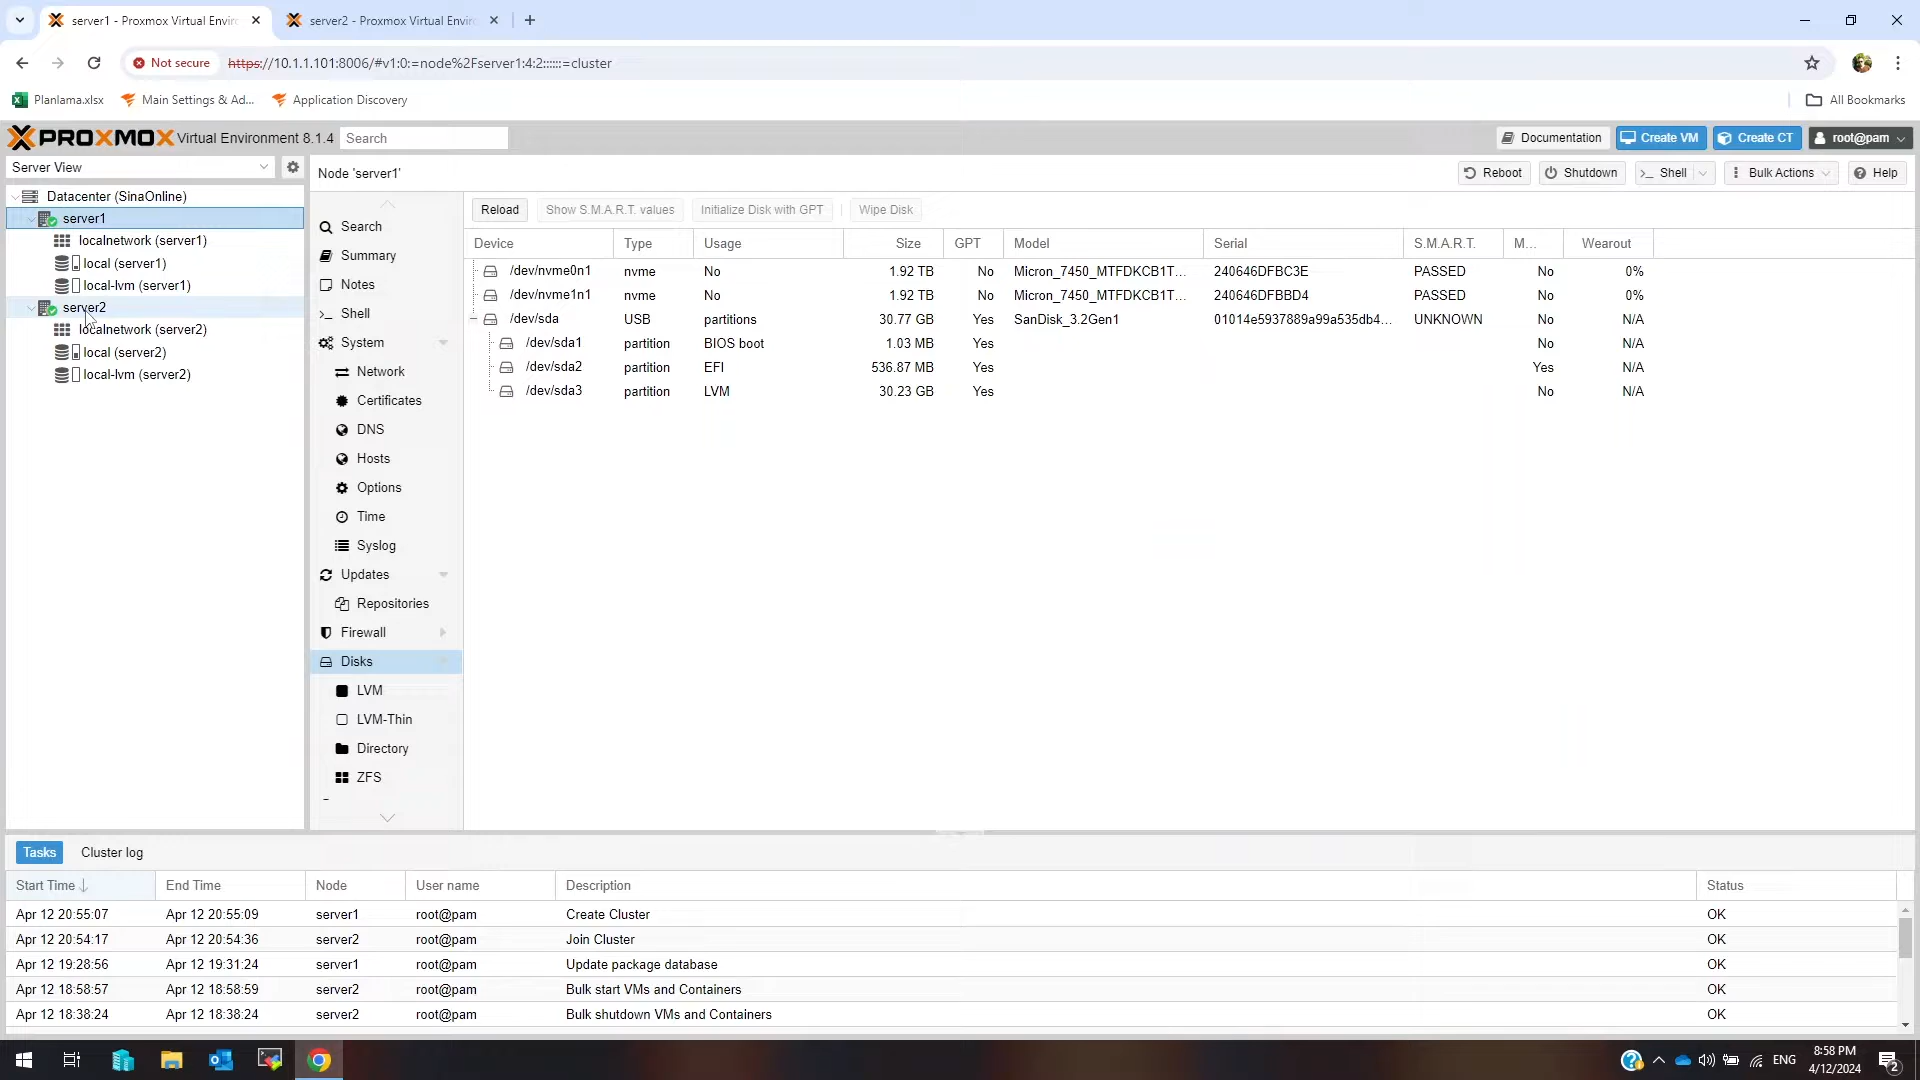 server1 - Proxmox Virtual Enviro
server2 - Proxmox Virtual Enviro
Not secure
https://10.1.1.101:8006/#v1:0:=node%2Fserver1:4:2::::::=cluster
Planlama.xlsx
Main Settings & Ad...
Application Discovery
All Bookmarks
PROXMOX Virtual Environment 8.1.4
Search
Documentation
Create VM
Create CT
root@pam
Server View
Datacenter (SinaOnline)
server1
localnetwork (server1)
local (server1)
local-lvm (server1)
server2
localnetwork (server2)
local (server2)
local-lvm (server2)
Node 'server1'
Reboot
Shutdown
Shell
Bulk Actions
Help
Search
Summary
Notes
Shell
System
Network
Certificates
DNS
Hosts
Options
Time
Syslog
Updates
Repositories
Firewall
Disks
LVM
LVM-Thin
Directory
ZFS
Reload Show S.M.A.R.T. values Initialize Disk with GPT Wipe Disk
Device Type Usage Size GPT Model Serial S.M.A.R.T. M... Wearout
/dev/nvme0n1 nvme No 1.92 TB No Micron_7450_MTFDKCB1T... 240646DFBC3E PASSED No 0%
/dev/nvme1n1 nvme No 1.92 TB No Micron_7450_MTFDKCB1T... 240646DFBBD4 PASSED No 0%
/dev/sda USB partitions 30.77 GB Yes SanDisk_3.2Gen1 01014e5937889a99a535db4... UNKNOWN No N/A
/dev/sda1 partition BIOS boot 1.03 MB Yes No N/A
/dev/sda2 partition EFI 536.87 MB Yes Yes N/A
/dev/sda3 partition LVM 30.23 GB Yes No N/A
Tasks Cluster log
Start Time End Time Node User name Description Status
Apr 12 20:55:07 Apr 12 20:55:09 server1 root@pam Create Cluster OK
Apr 12 20:54:17 Apr 12 20:54:36 server2 root@pam Join Cluster OK
Apr 12 19:28:56 Apr 12 19:31:24 server1 root@pam Update package database OK
Apr 12 18:58:57 Apr 12 18:58:59 server2 root@pam Bulk start VMs and Containers OK
Apr 12 18:38:24 Apr 12 18:38:24 server2 root@pam Bulk shutdown VMs and Containers OK
ENG
8:58 PM
4/12/2024
2